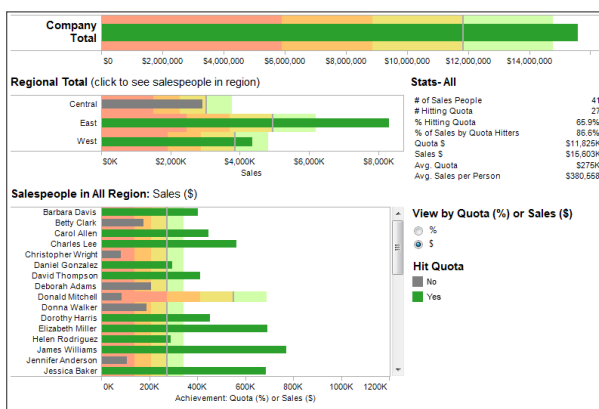 Company Total
$0 $2,000,000 $4,000,000 $6,000,000 $8,000,000 $10,000,000 $12,000,000 $14,000,000
Regional Total (click to see salespeople in region)
Central
East
West
$0K $2,000K $4,000K $6,000K $8,000K
Sales
Stats- All
# of Sales People 41
# Hitting Quota 27
% Hitting Quota 65.9%
% of Sales by Quota Hitters 86.6%
Quota $ $11,825K
Sales $ $15,603K
Avg. Quota $275K
Avg. Sales per Person $380,558
Salespeople in All Region: Sales ($)
Barbara Davis
Betty Clark
Carol Allen
Charles Lee
Christopher Wright
Daniel Gonzalez
David Thompson
Deborah Adams
Donald Mitchell
Donna Walker
Dorothy Harris
Elizabeth Miller
Helen Rodriguez
James Williams
Jennifer Anderson
Jessica Baker
0K 200K 400K 600K 800K 1000K 1200K
Achievement: Quota (%) or Sales ($)
View by Quota (%) or Sales ($)
%
$
Hit Quota
No
Yes